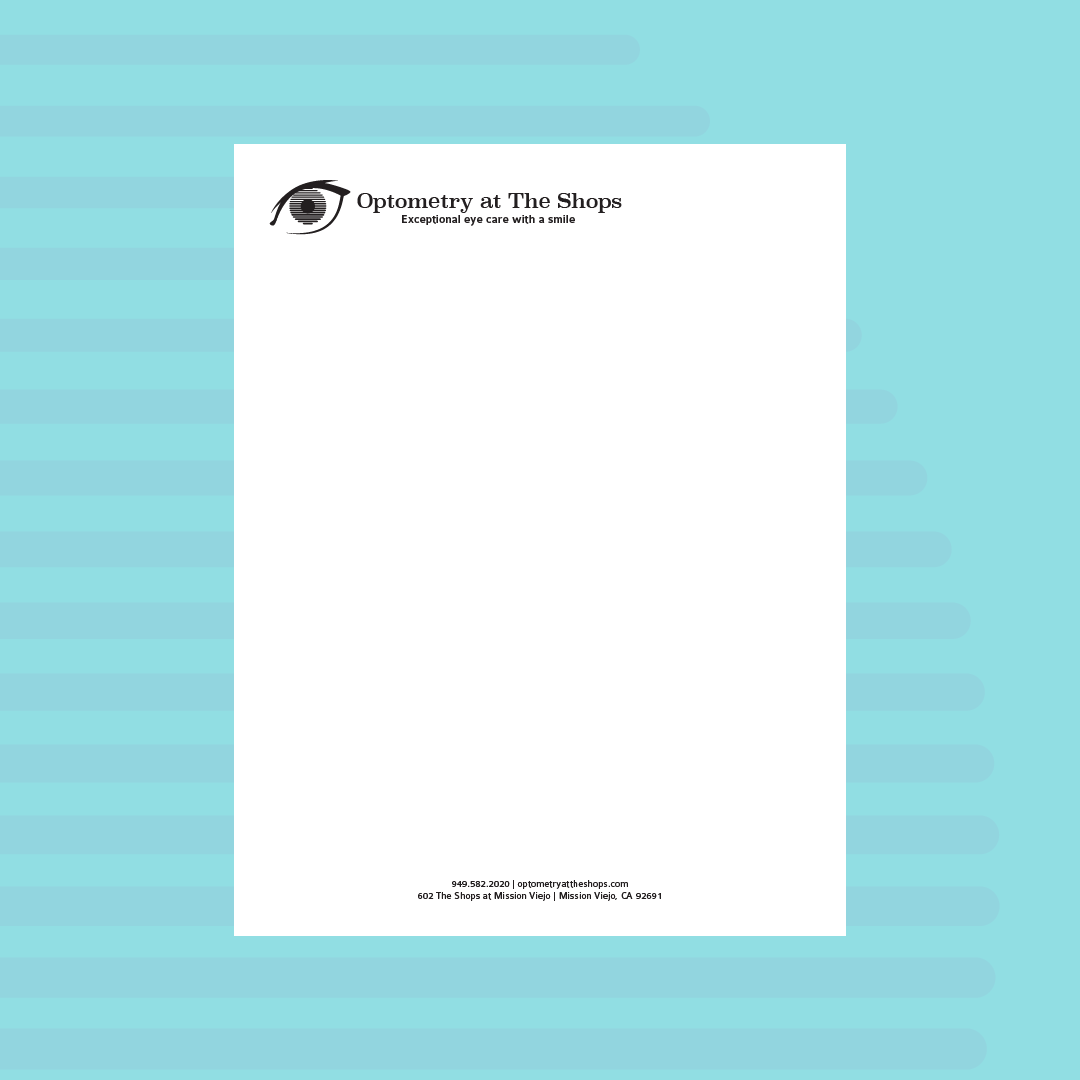 Optometry at The Shops
Exceptional eye care with a smile
949.582.2020 | optometryattheshops.com
602 The Shops at Mission Viejo | Mission Viejo, CA 92691